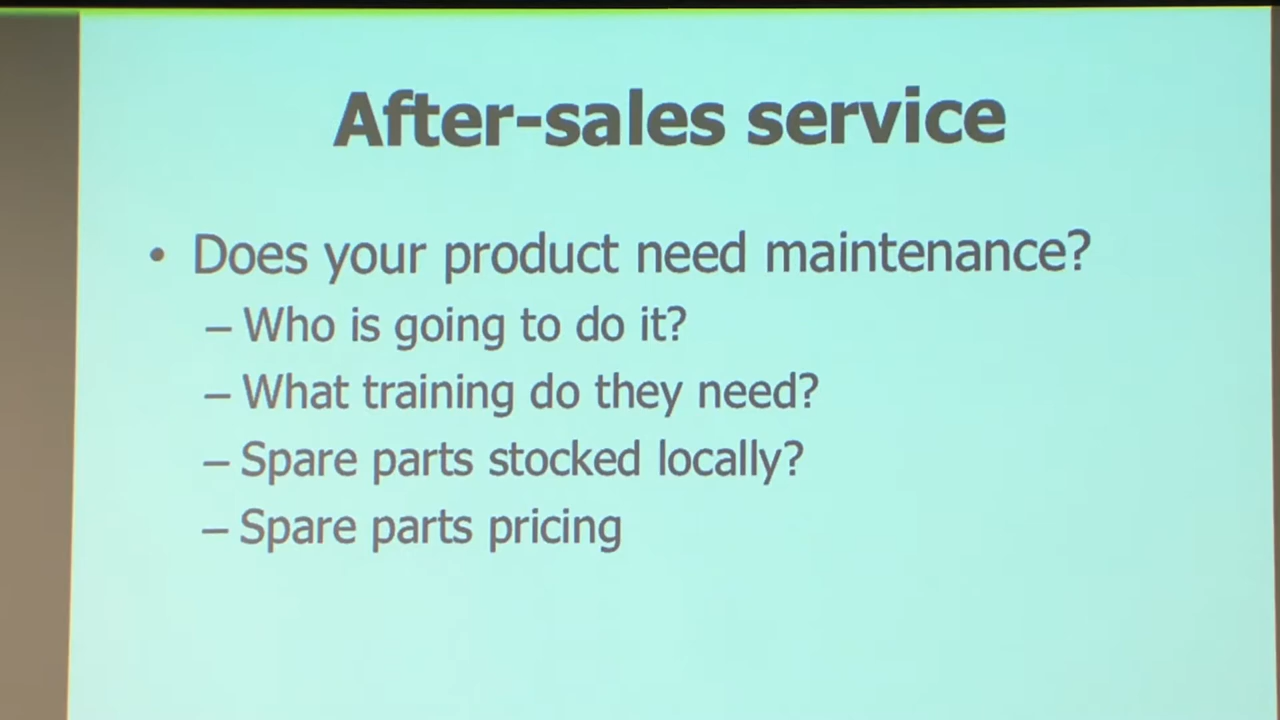 After-sales service
• Does your product need maintenance?
– Who is going to do it?
– What training do they need?
– Spare parts stocked locally?
– Spare parts pricing